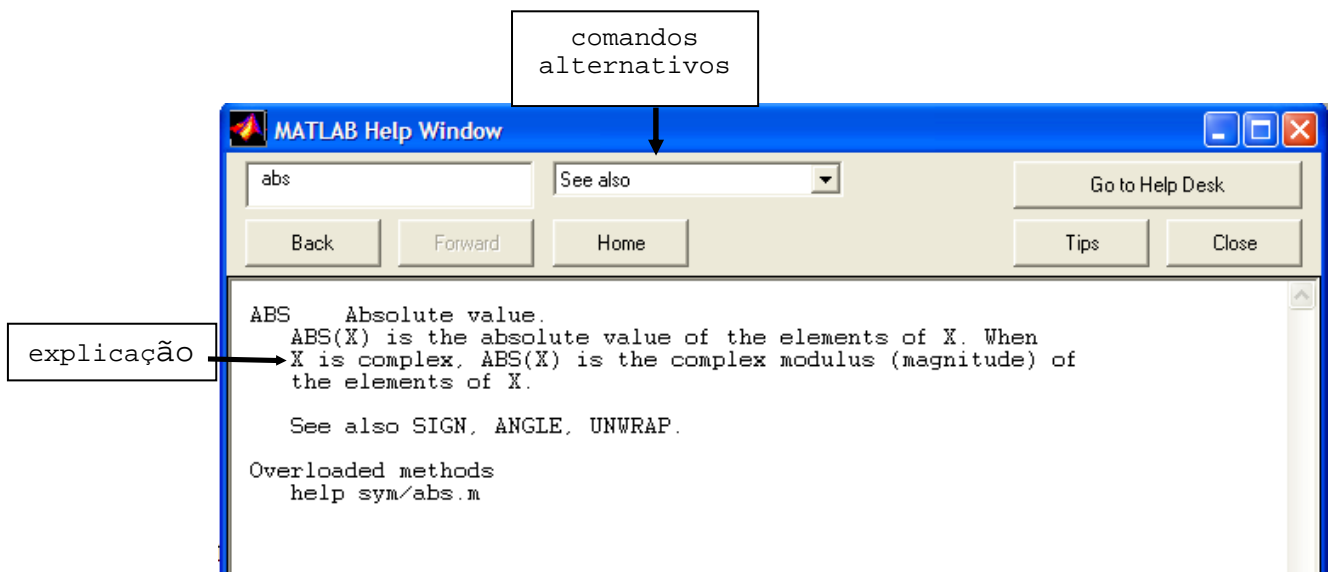 comandos
alternativos
MATLAB Help Window
abs
See also
Go to Help Desk
Back
Forward
Home
Tips
Close
explicação
ABS Absolute value.
ABS(X) is the absolute value of the elements of X. When
X is complex, ABS(X) is the complex modulus (magnitude) of
the elements of X.
See also SIGN, ANGLE, UNWRAP.
Overloaded methods
help sym/abs.m